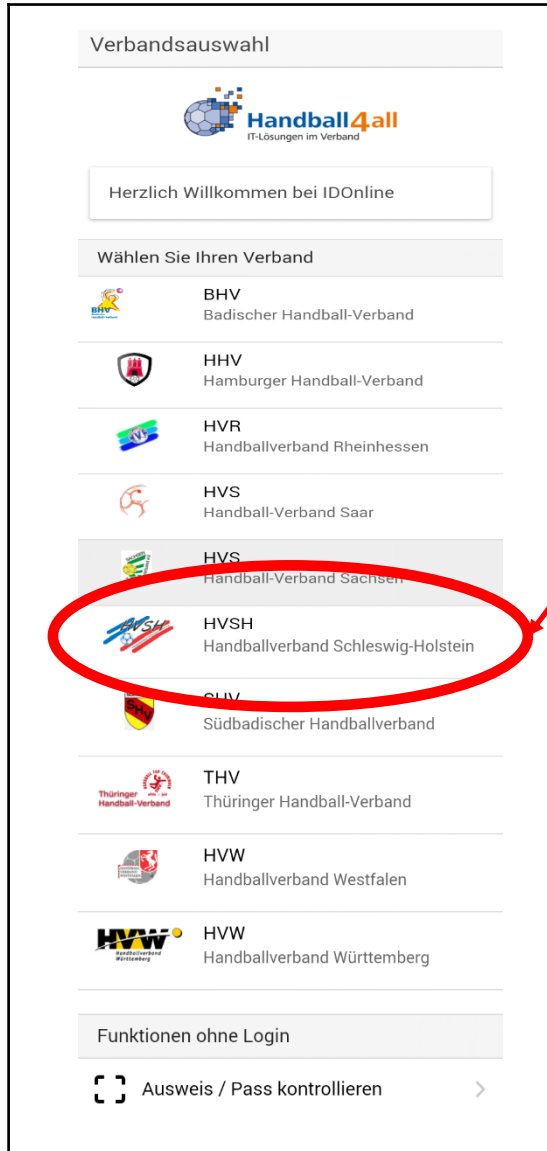 Verbandsauswahl
Handball4all
IT-Lösungen im Verband
Herzlich Willkommen bei IDOnline
Wählen Sie Ihren Verband
BHV
BHV
Badischer Handball-Verband
HHV
Hamburger Handball-Verband
HVR
Handballverband Rheinhessen
HVS
Handball-Verband Saar
SACHSEN
HVS
Handball-Verband Sachsen
HVSH
HVSH
Handballverband Schleswig-Holstein
SHV
SHV
Südbadischer Handballverband
Thüringer
Handball-Verband
THV
Thüringer Handball-Verband
HVW
Handballverband Westfalen
HVW
Handballverband
Württemberg
HVW
Handballverband Württemberg
Funktionen ohne Login
Ausweis / Pass kontrollieren